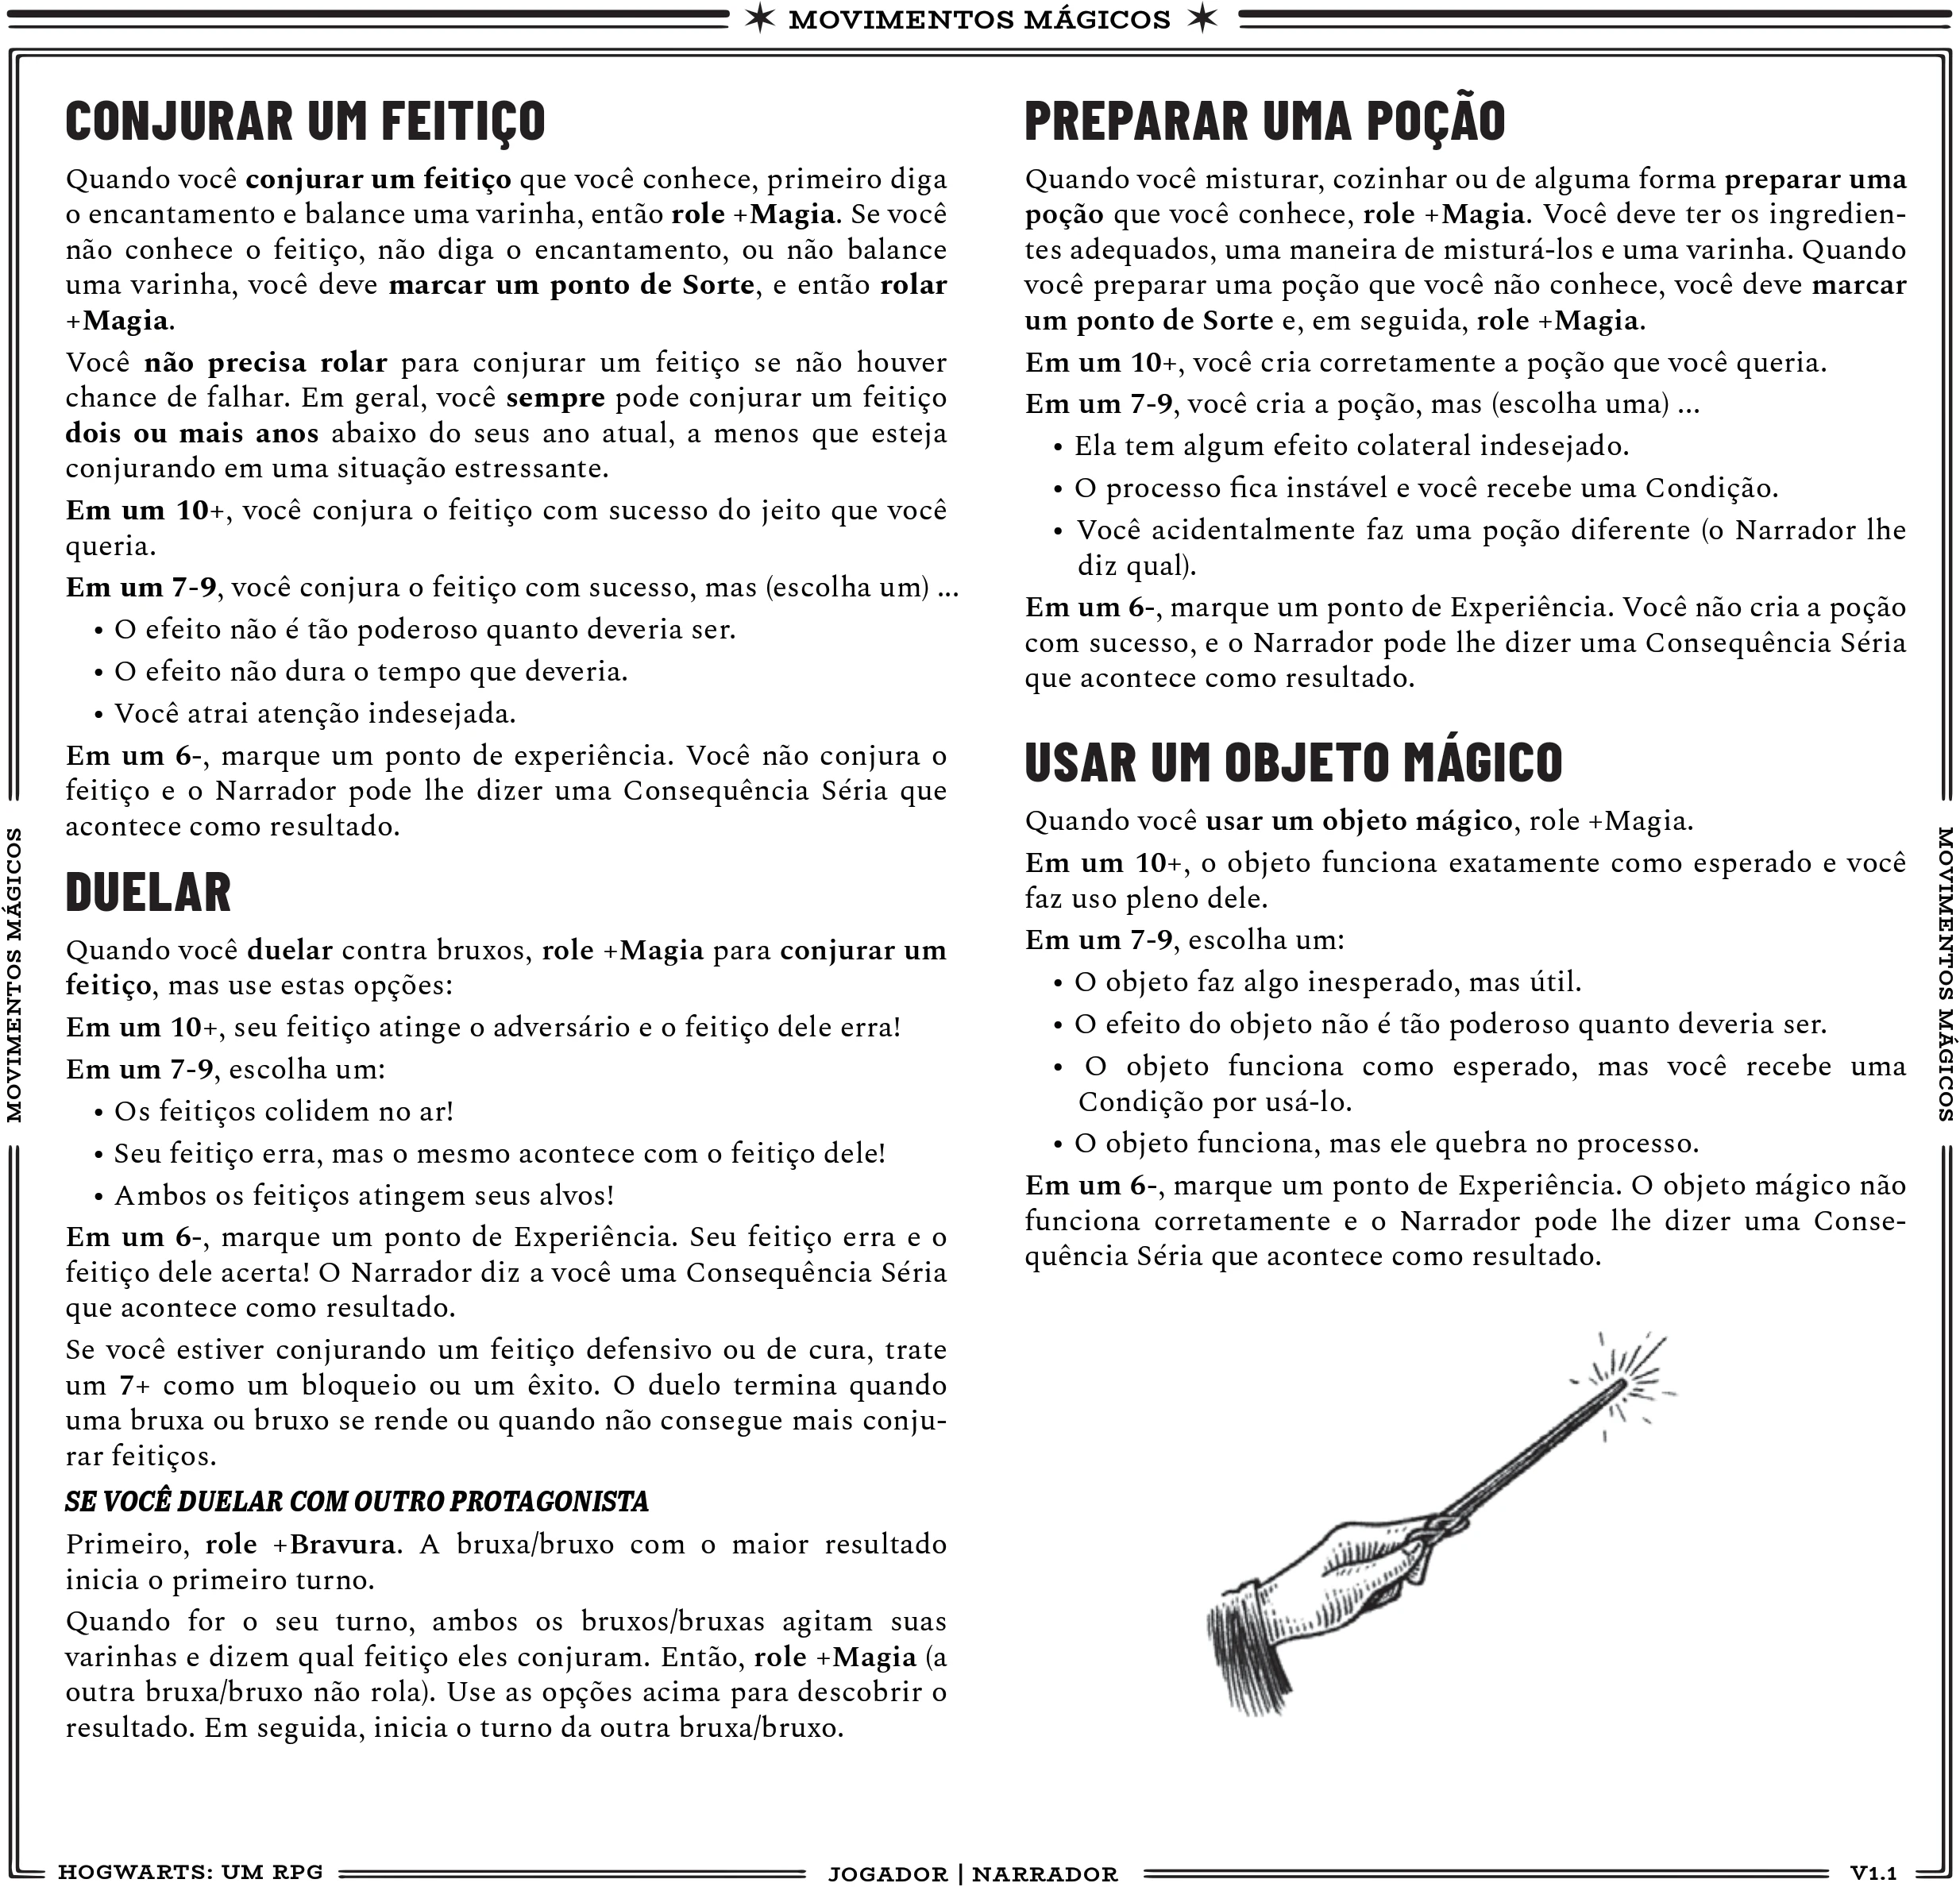 MOVIMENTOS MÁGICOS
CONJURAR UM FEITIÇO
Quando você conjurar um feitiço que você conhece, primeiro diga
o encantamento e balance uma varinha, então role +Magia. Se você
não conhece o feitiço, não diga o encantamento, ou não balance
uma varinha, você deve marcar um ponto de Sorte, e então rolar
+Magia.
Você não precisa rolar para conjurar um feitiço se não houver
chance de falhar. Em geral, você sempre pode conjurar um feitiço
dois ou mais anos abaixo do seus ano atual, a menos que esteja
conjurando em uma situação estressante.
Em um 10+, você conjura o feitiço com sucesso do jeito que você
queria.
Em um 7-9, você conjura o feitiço com sucesso, mas (escolha um) ...
• O efeito não é tão poderoso quanto deveria ser.
• O efeito não dura o tempo que deveria.
• Você atrai atenção indesejada.
Em um 6-, marque um ponto de experiência. Você não conjura o
feitiço e o Narrador pode lhe dizer uma Consequência Séria que
acontece como resultado.
DUELAR
Quando você duelar contra bruxos, role +Magia para conjurar um
feitiço, mas use estas opções:
Em um 10+, seu feitiço atinge o adversário e o feitiço dele erra!
Em um 7-9, escolha um:
• Os feitiços colidem no ar!
• Seu feitiço erra, mas o mesmo acontece com o feitiço dele!
• Ambos os feitiços atingem seus alvos!
Em um 6-, marque um ponto de Experiência. Seu feitiço erra e o
feitiço dele acerta! O Narrador diz a você uma Consequência Séria
que acontece como resultado.
Se você estiver conjurando um feitiço defensivo ou de cura, trate
um 7+ como um bloqueio ou um êxito. O duelo termina quando
uma bruxa ou bruxo se rende ou quando não consegue mais conju-
rar feitiços.
SE VOCÊ DUELAR COM OUTRO PROTAGONISTA
Primeiro, role +Bravura. A bruxa/bruxo com o maior resultado
inicia o primeiro turno.
Quando for o seu turno, ambos os bruxos/bruxas agitam suas
varinhas e dizem qual feitiço eles conjuram. Então, role +Magia (a
outra bruxa/bruxo não rola). Use as opções acima para descobrir o
resultado. Em seguida, inicia o turno da outra bruxa/bruxo.
PREPARAR UMA POÇÃO
Quando você misturar, cozinhar ou de alguma forma preparar uma
poção que você conhece, role +Magia. Você deve ter os ingredien-
tes adequados, uma maneira de misturá-los e uma varinha. Quando
você preparar uma poção que você não conhece, você deve marcar
um ponto de Sorte e, em seguida, role +Magia.
Em um 10+, você cria corretamente a poção que você queria.
Em um 7-9, você cria a poção, mas (escolha uma) ...
• Ela tem algum efeito colateral indesejado.
• O processo fica instável e você recebe uma Condição.
• Você acidentalmente faz uma poção diferente (o Narrador lhe
diz qual).
Em um 6-, marque um ponto de Experiência. Você não cria a poção
com sucesso, e o Narrador pode lhe dizer uma Consequência Séria
que acontece como resultado.
USAR UM OBJETO MÁGICO
Quando você usar um objeto mágico, role +Magia.
Em um 10+, o objeto funciona exatamente como esperado e você
faz uso pleno dele.
Em um 7-9, escolha um:
• O objeto faz algo inesperado, mas útil.
• O efeito do objeto não é tão poderoso quanto deveria ser.
• O objeto funciona como esperado, mas você recebe uma
Condição por usá-lo.
• O objeto funciona, mas ele quebra no processo.
Em um 6-, marque um ponto de Experiência. O objeto mágico não
funciona corretamente e o Narrador pode lhe dizer uma Conse-
quência Séria que acontece como resultado.
MOVIMENTOS MÁGICOS
MOVIMENTOS MÁGICOS
HOGWARTS: UM RPG
JOGADOR | NARRADOR
V1.1